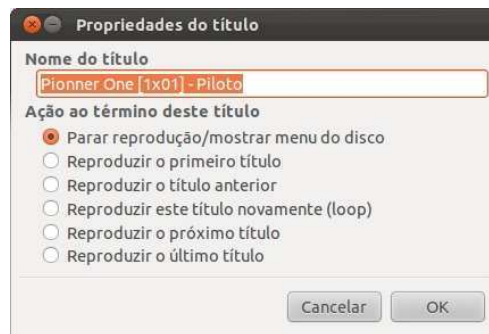 Propriedades do título
Nome do título
Pionner One [1x01] - Piloto
Ação ao término deste título
Parar reprodução/mostrar menu do disco
Reproduzir o primeiro título
Reproduzir o título anterior
Reproduzir este título novamente (loop)
Reproduzir o próximo título
Reproduzir o último título
Cancelar
OK